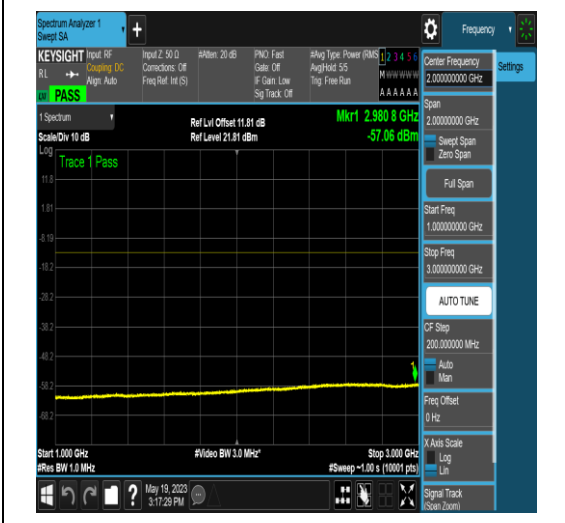 Spectrum Analyzer 1
Swept SA
+
Frequency
KEYSIGHT
RL
PASS
Input: RF
Coupling: DC
Align: Auto
Input Z: 50 Ω
Corrections: Off
Freq Ref: Int (S)
#Atten: 20 dB
PNO: Fast
Gate: Off
IF Gain: Low
Sig Track: Off
#Avg Type: Power (RMS
Avg|Hold: 5/5
Trig: Free Run
1 2 3 4 5 6
M W W W W W
A A A A A A
Settings
Center Frequency
2.000000000 GHz
Span
2.00000000 GHz
Swept Span
Zero Span
Full Span
Start Freq
1.000000000 GHz
Stop Freq
3.000000000 GHz
AUTO TUNE
CF Step
200.000000 MHz
Auto
Man
Freq Offset
0 Hz
X Axis Scale
Log
Lin
Signal Track
(Span Zoom)
1 Spectrum
Scale/Div 10 dB
Log
Ref Lvl Offset 11.81 dB
Ref Level 21.81 dBm
Mkr1 2.980 8 GHz
-57.06 dBm
Trace 1 Pass
11.8
1.81
-8.19
-18.2
-28.2
-38.2
-48.2
-58.2
-68.2
1
Start 1.000 GHz
#Res BW 1.0 MHz
#Video BW 3.0 MHz*
Stop 3.000 GHz
#Sweep ~1.00 s (10001 pts)
?
May 19, 2023
3:17:29 PM